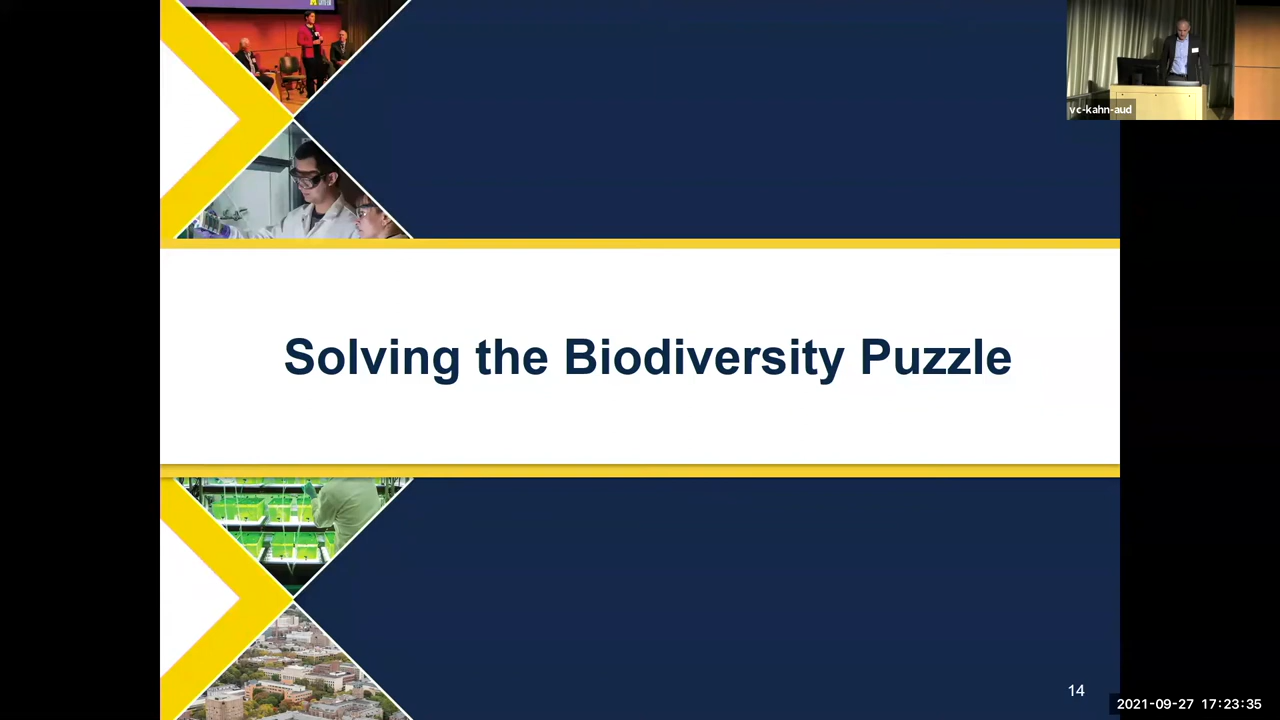 vc-kahn-aud
Solving the Biodiversity Puzzle
14
2021-09-27 17:23:35